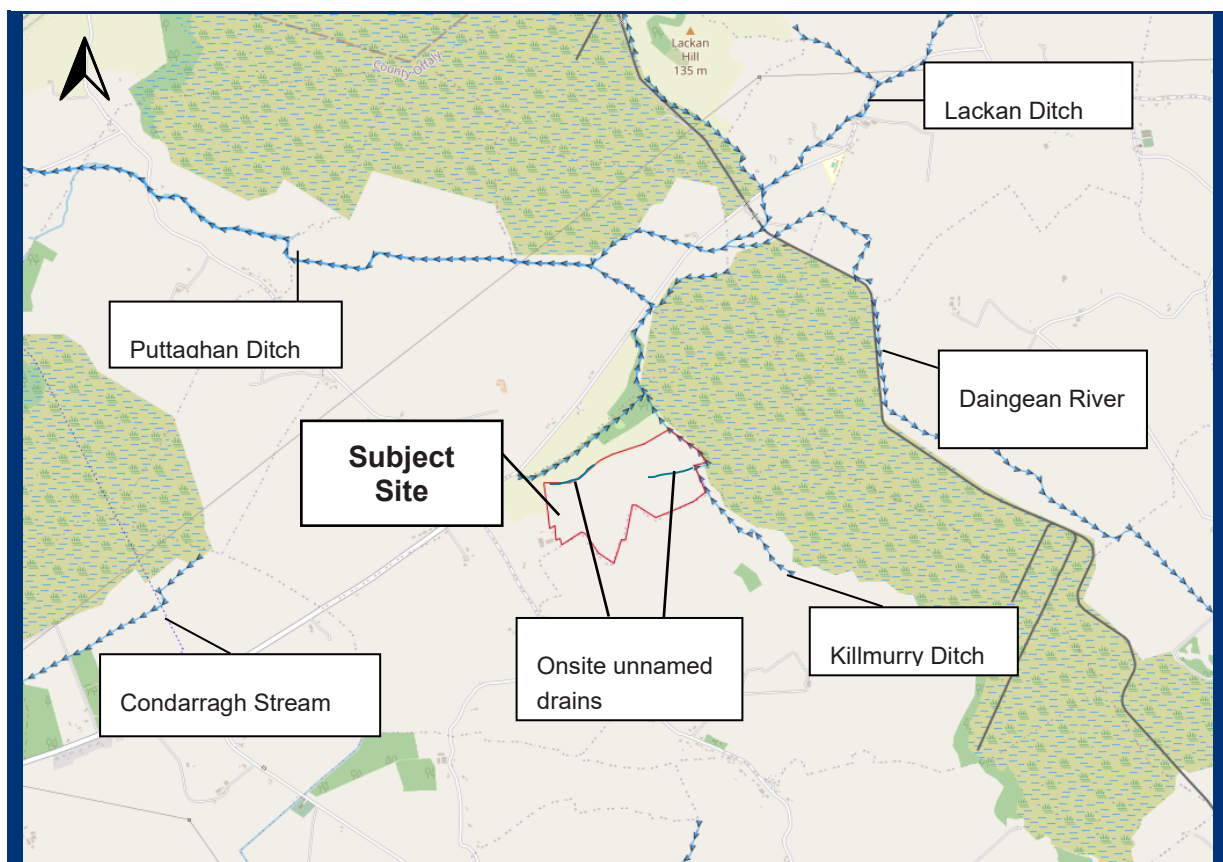 Lackan
Hill
135 m
County Offaly
Lackan Ditch
Puttaghan Ditch
Daingean River
Subject
Site
Onsite unnamed
drains
Killmurry Ditch
Condarragh Stream